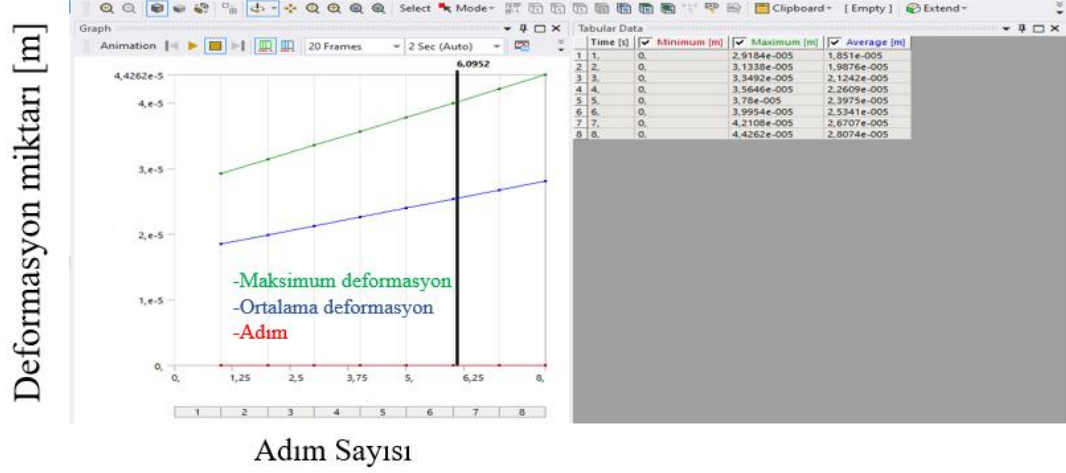 Select Mode Clipboard [ Empty ] Extend
Graph
Animation 20 Frames 2 Sec (Auto)
6,0952
4,4262e-5
4,e-5
3,e-5
2,e-5
1,e-5
0,
-Maksimum deformasyon
-Ortalama deformasyon
-Adım
0, 1,25 2,5 3,75 5, 6,25 8,
1 2 3 4 5 6 7 8
Deformasyon miktarı [m]
Adım Sayısı
Tabular Data
Time [s] Minimum [m] Maximum [m] Average [m]
1 1, 0, 2,9184e-005 1,851e-005
2 2, 0, 3,1338e-005 1,9876e-005
3 3, 0, 3,3492e-005 2,1242e-005
4 4, 0, 3,5646e-005 2,2609e-005
5 5, 0, 3,78e-005 2,3975e-005
6 6, 0, 3,9954e-005 2,5341e-005
7 7, 0, 4,2108e-005 2,6707e-005
8 8, 0, 4,4262e-005 2,8074e-005